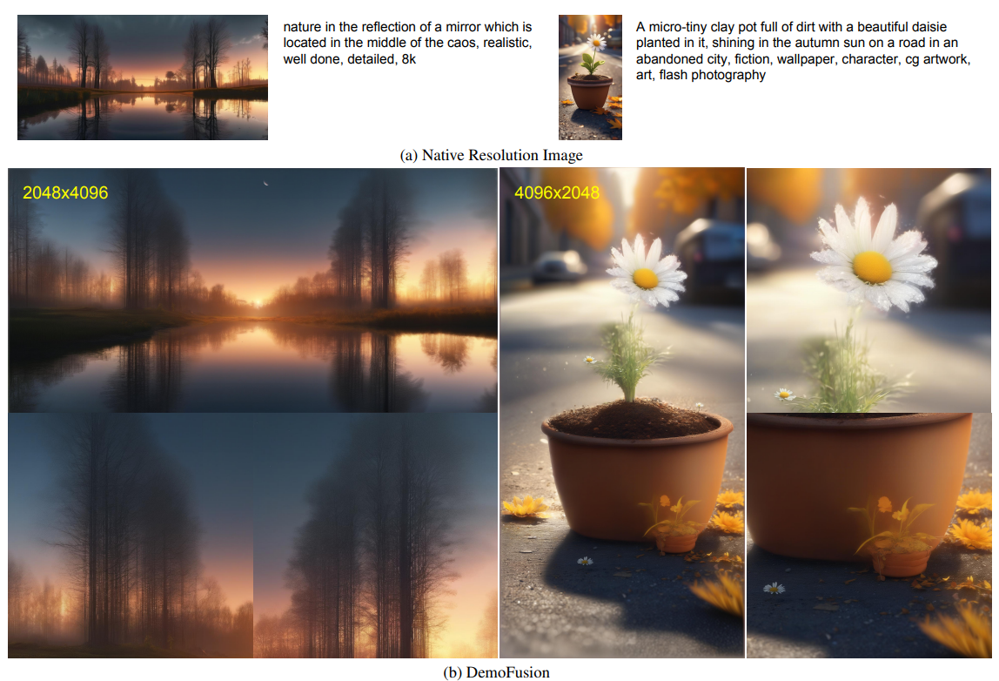 nature in the reflection of a mirror which is
located in the middle of the caos, realistic,
well done, detailed, 8k
A micro-tiny clay pot full of dirt with a beautiful daisie
planted in it, shining in the autumn sun on a road in an
abandoned city, fiction, wallpaper, character, cg artwork,
art, flash photography
(a) Native Resolution Image
2048x4096
4096x2048
(b) DemoFusion